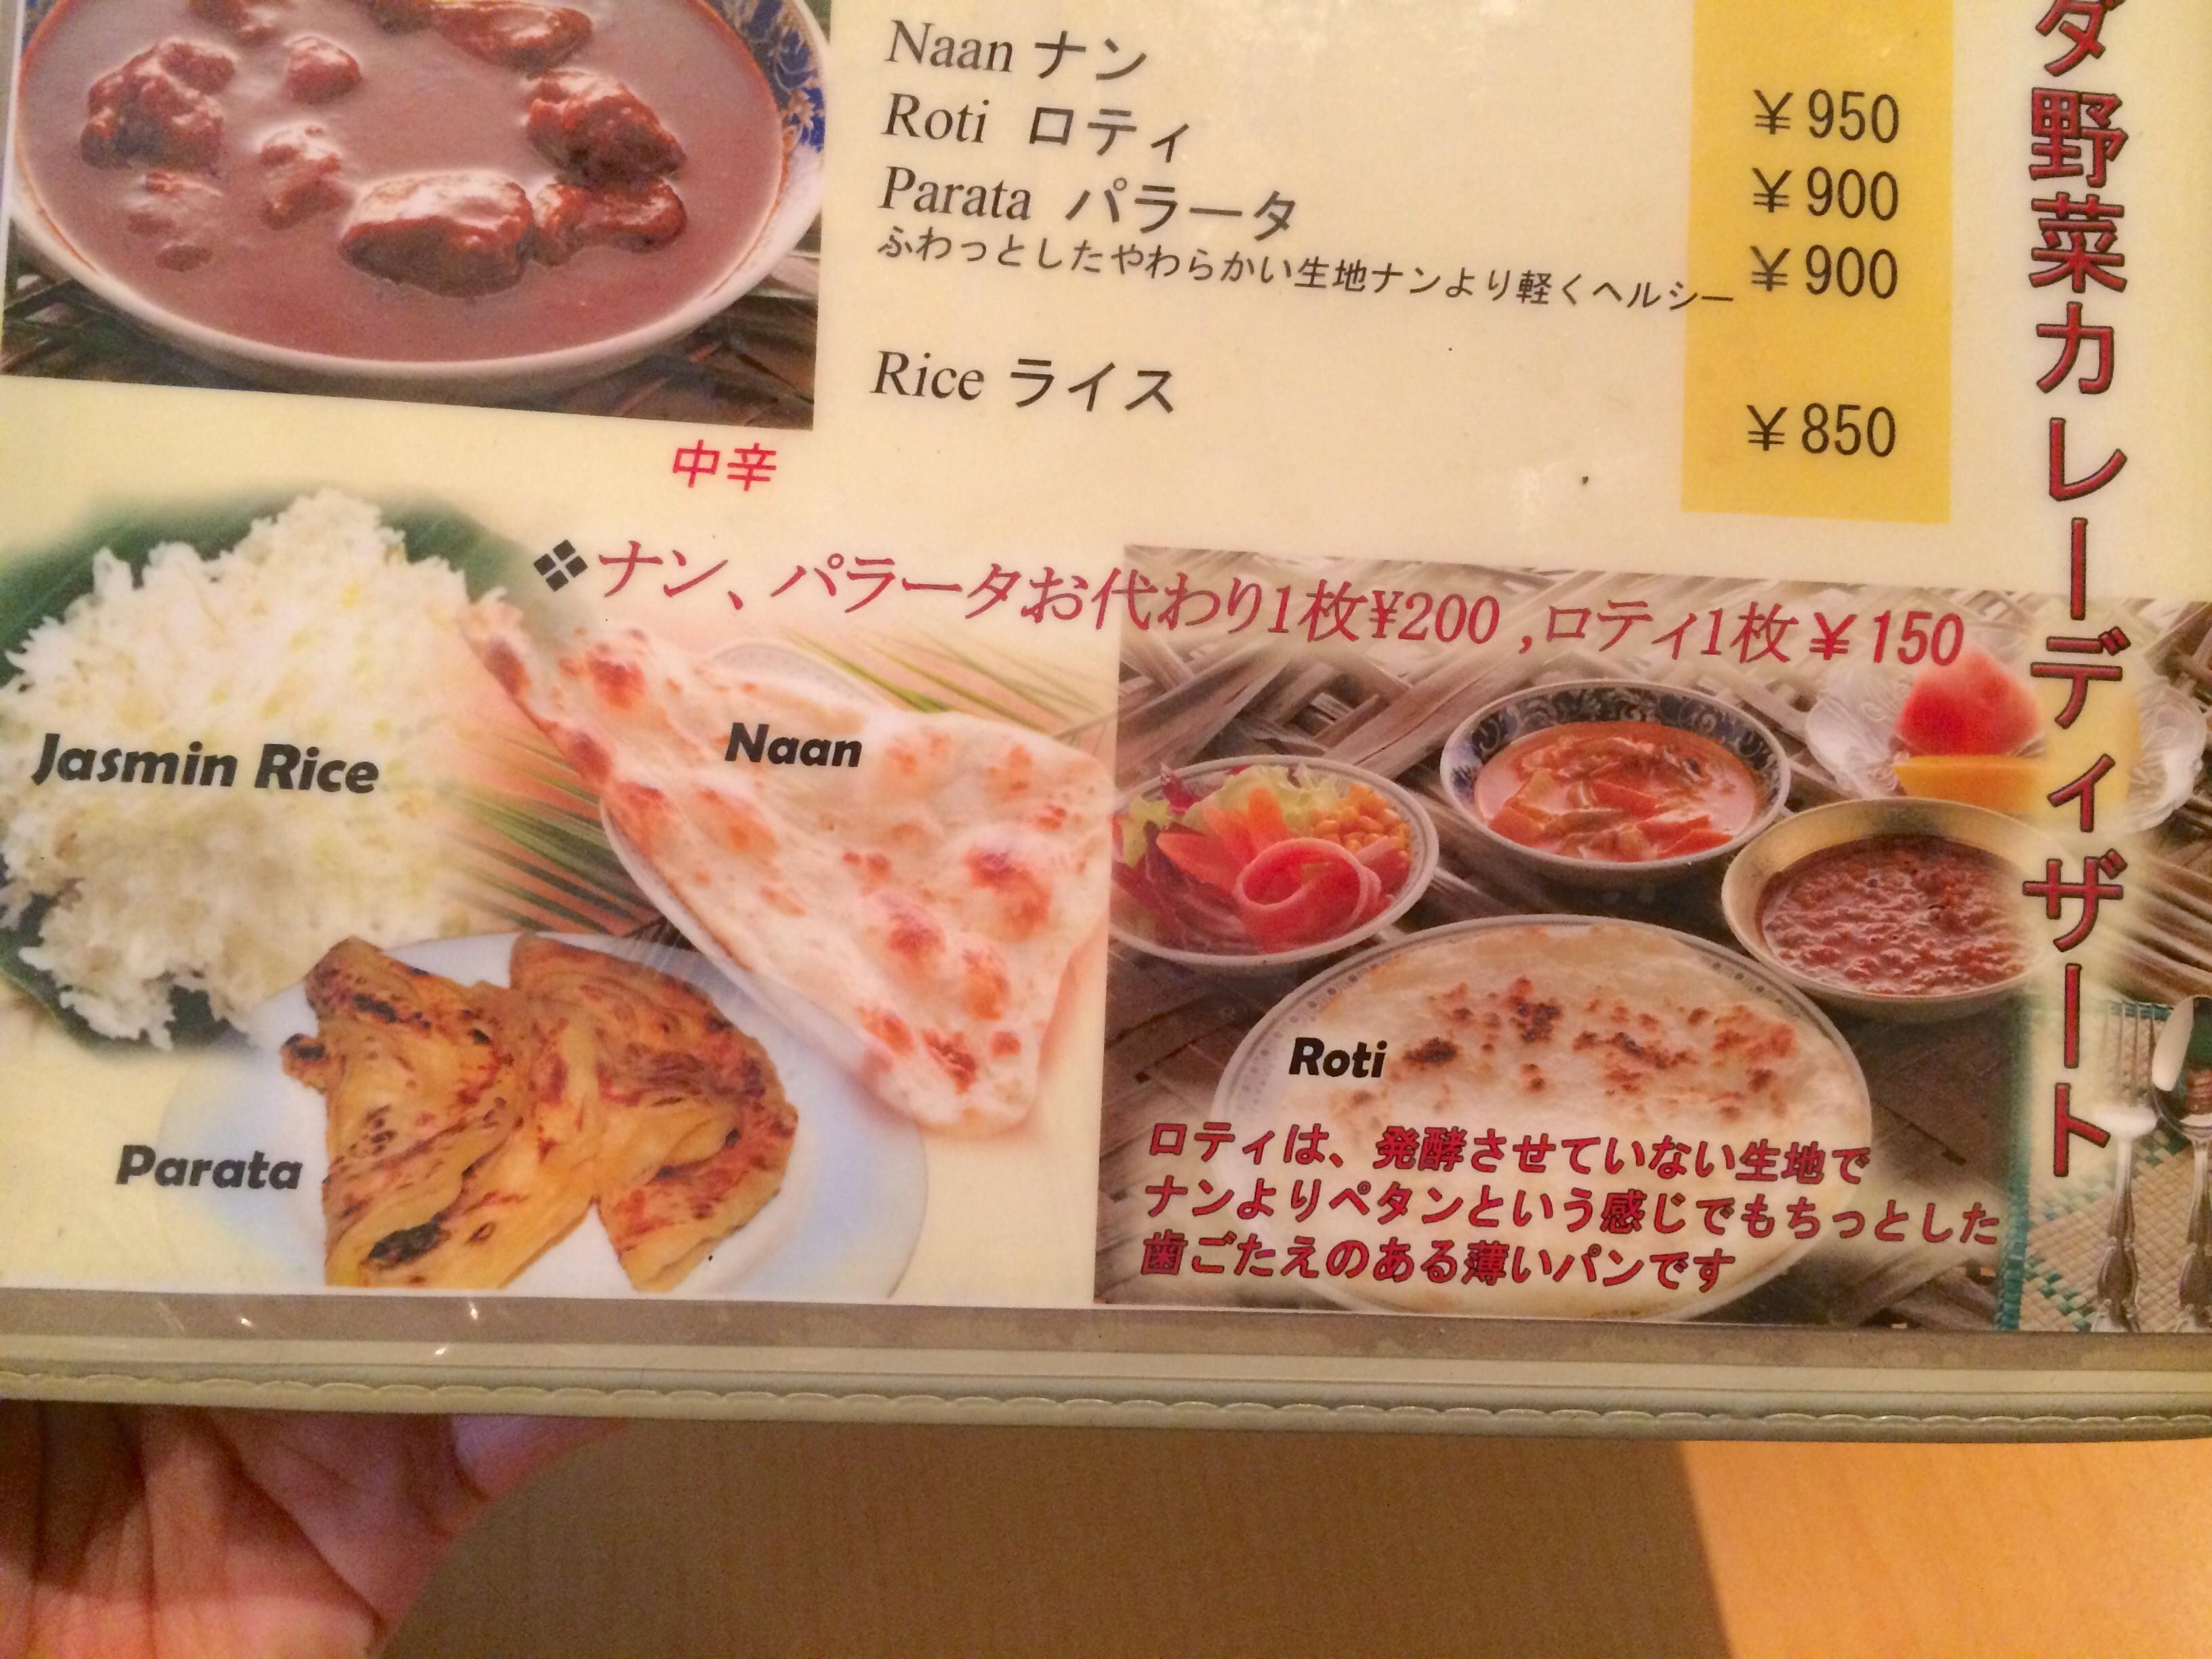 Naan ナン
¥950
Roti ロティ
¥900
Parata パラータ
¥900
ふわっとしたやわらかい生地ナンより軽くヘルシー
Rice ライス
¥850
中辛
❖ナン、パラータお代わり1枚¥200 ,ロティ1枚¥150
Jasmin Rice
Naan
Parata
Roti
ロティは、発酵させていない生地で
ナンよりペタンという感じでもちっとした
歯ごたえのある薄いパンです
ダ野菜カレーディザート